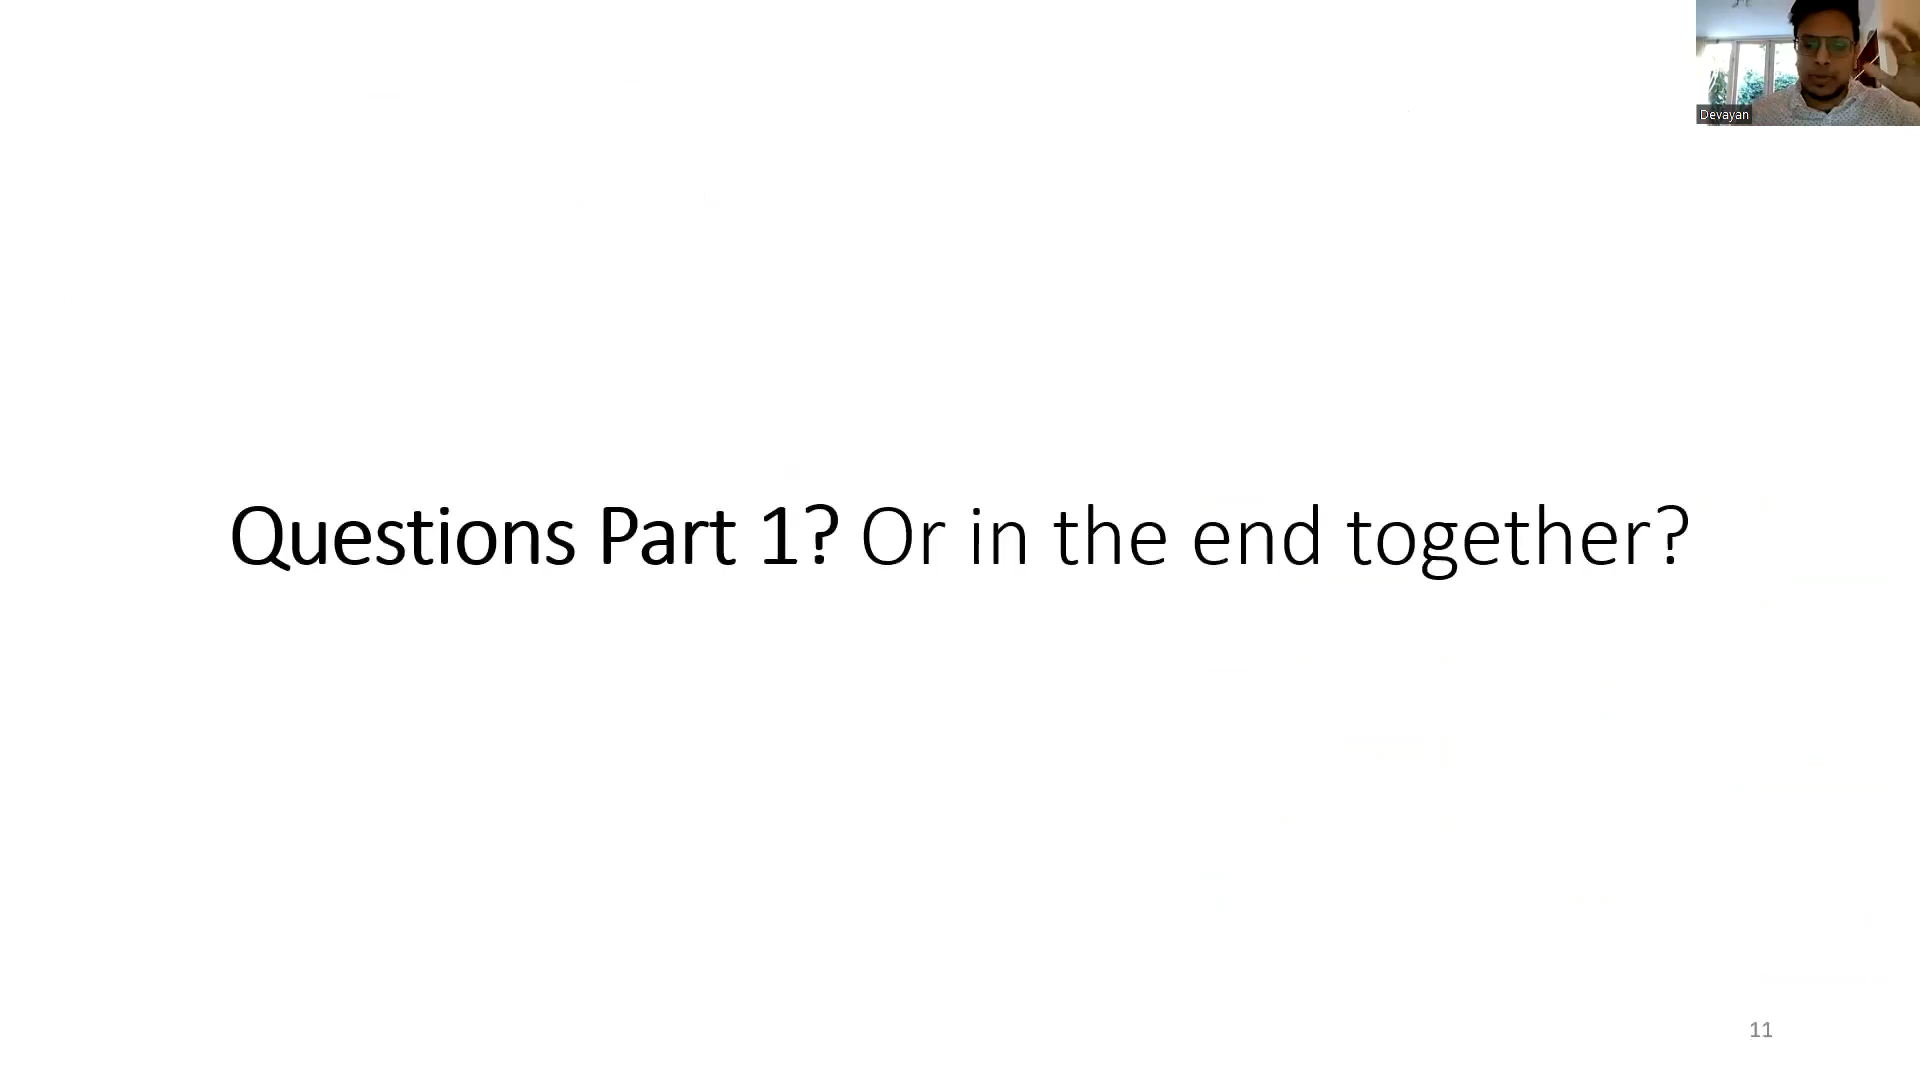 Devayan
Questions Part 1? Or in the end together?
11